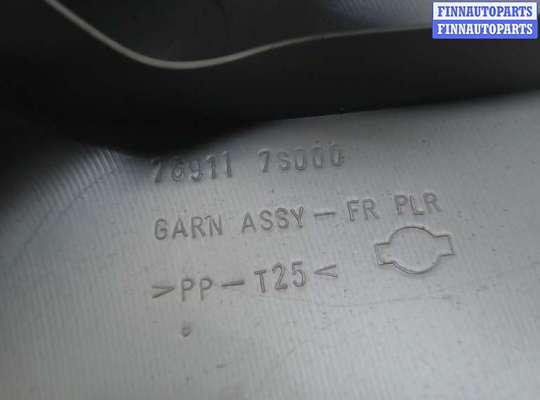 FINNAUTOPARTS
FINNAUTOPARTS
76911 7S000
GARN ASSY - FR PLR
>PP-T25<